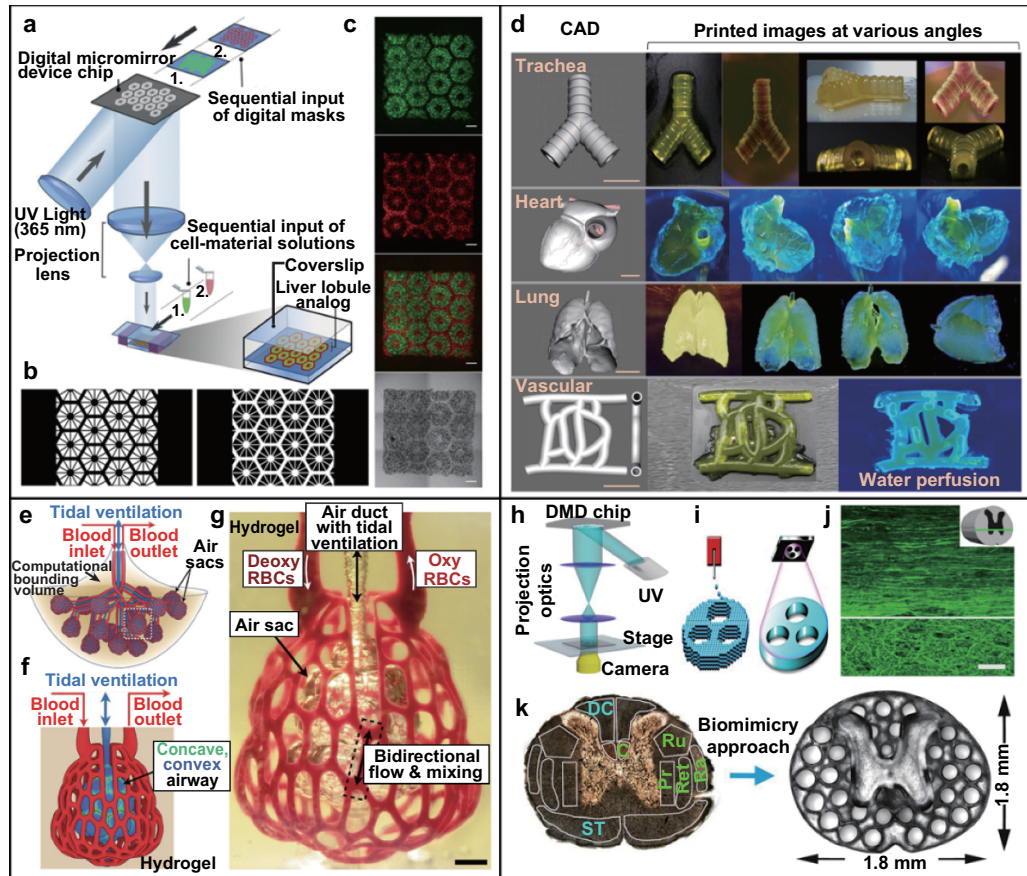 a
Digital micromirror
device chip
1.
2.
Sequential input
of digital masks
UV Light
(365 nm)
Projection
lens
Sequential input of
cell-material solutions
1.
2.
Coverslip
Liver lobule
analog
b
c
d
CAD
Printed images at various angles
Trachea
Heart
Lung
Vascular
Water perfusion
e
Tidal ventilation
Blood
inlet
Blood
outlet
Air
sacs
Computational
bounding
volume
f
Tidal ventilation
Blood
inlet
Blood
outlet
Concave,
convex
airway
Hydrogel
g
Hydrogel
Air duct
with tidal
ventilation
Deoxy
RBCs
Oxy
RBCs
Air sac
Bidirectional
flow & mixing
h
DMD chip
Projection
optics
UV
Stage
Camera
i
j
k
DC
C
Ru
Pr
Ret
Ra
ST
Biomimicry
approach
1.8 mm
1.8 mm